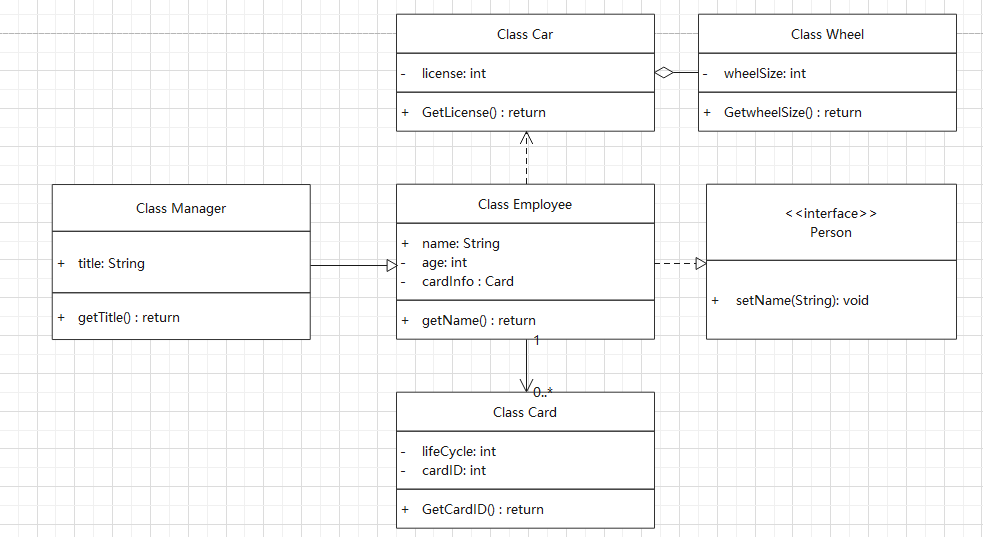 Class Car
- license: int
+ GetLicense() : return
Class Wheel
- wheelSize: int
+ GetwheelSize() : return
Class Manager
+ title: String
+ getTitle() : return
Class Employee
+ name: String
- age: int
- cardInfo : Card
+ getName() : return
<<interface>>
Person
+ setName(String): void
1
0..*
Class Card
- lifeCycle: int
- cardID: int
+ GetCardID() : return